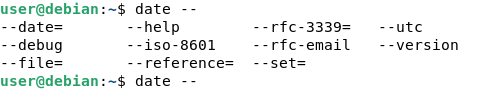 user@debian:~$ date --
--date=        --help         --rfc-3339=    --utc
--debug        --iso-8601     --rfc-email    --version
--file=        --reference=   --set=
user@debian:~$ date --